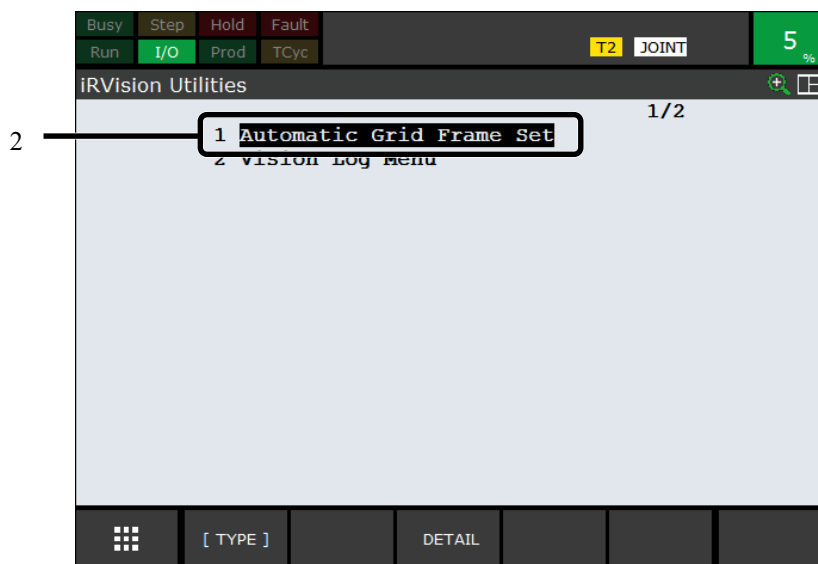 Busy Step Hold Fault
Run I/O Prod TCyc T2 JOINT 5 %
iRVision Utilities
1/2
2
1 Automatic Grid Frame Set
2 Vision Log Menu
[ TYPE ] DETAIL